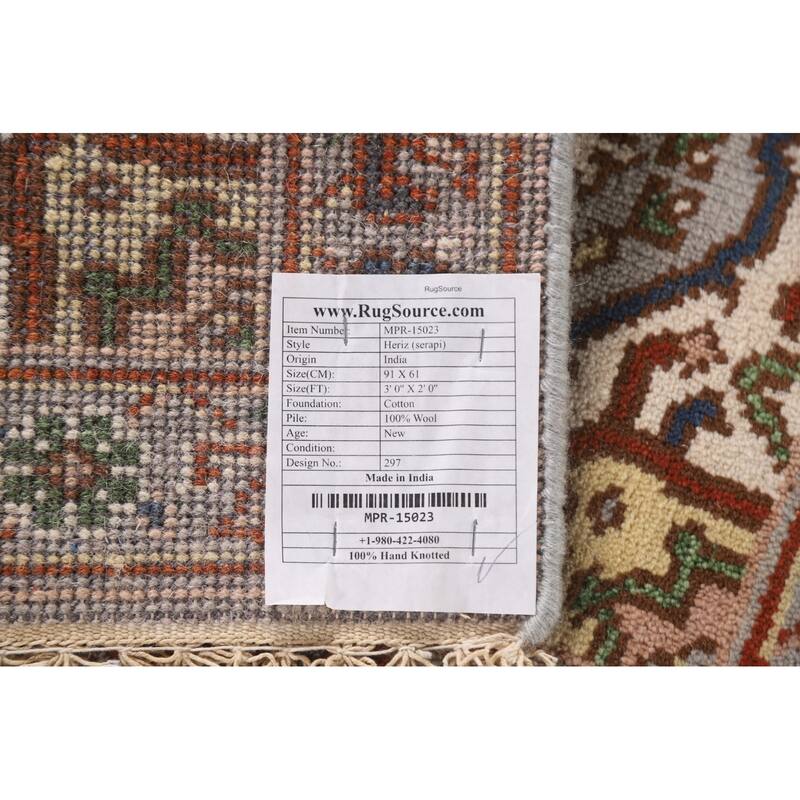 RugSource
www.RugSource.com
Item Number: MPR-15023
Style Heriz (serapi)
Origin India
Size(CM): 91 X 61
Size(FT): 3' 0" X 2' 0"
Foundation: Cotton
Pile: 100% Wool
Age: New
Condition:
Design No.: 297
Made in India
MPR-15023
+1-980-422-4080
100% Hand Knotted